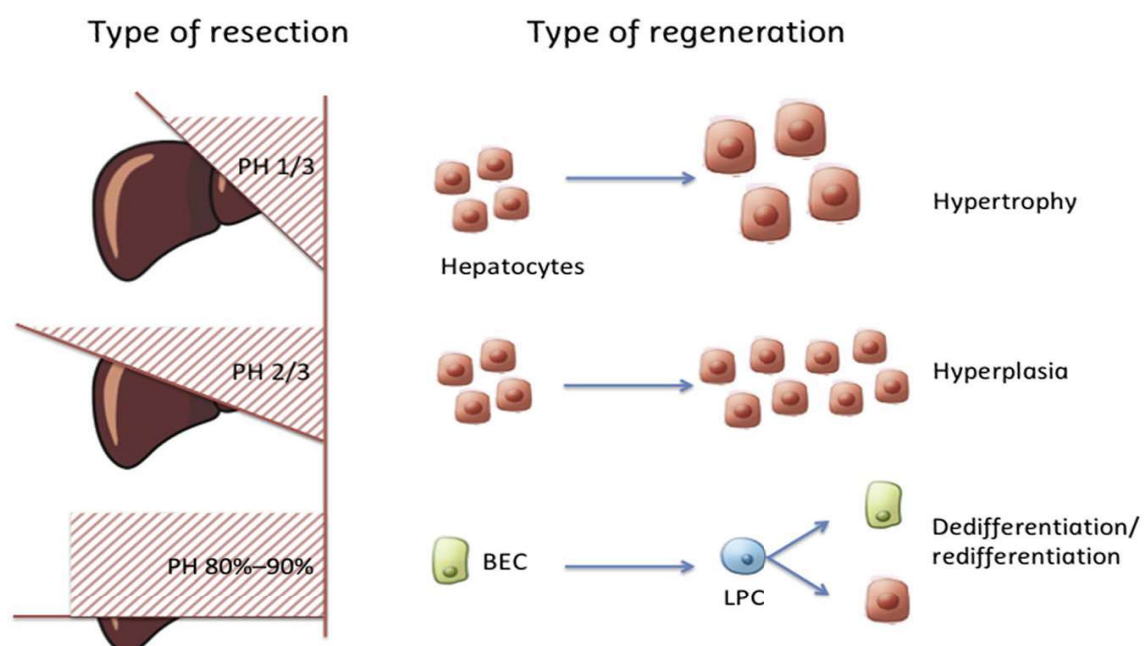 Type of resection
Type of regeneration
PH 1/3
Hepatocytes
Hypertrophy
PH 2/3
Hyperplasia
PH 80%–90%
BEC
LPC
Dedifferentiation/
redifferentiation